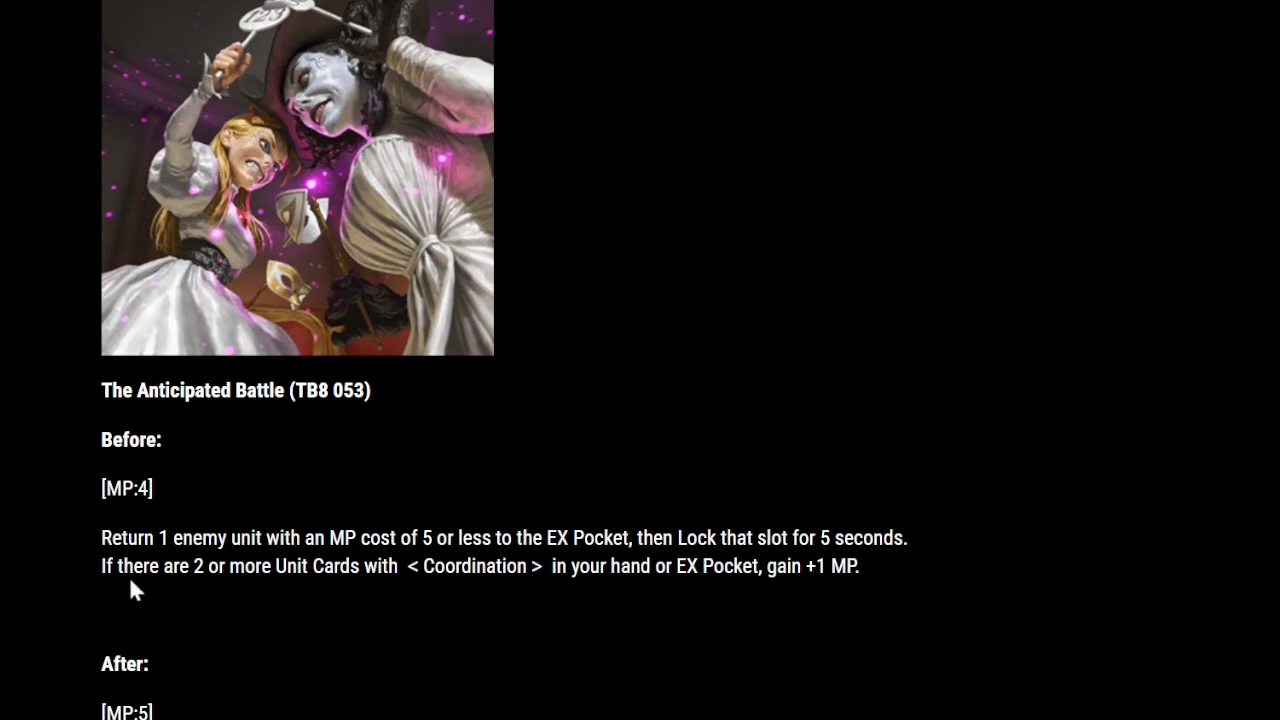 123
The Anticipated Battle (TB8 053)
Before:
[MP:4]
Return 1 enemy unit with an MP cost of 5 or less to the EX Pocket, then Lock that slot for 5 seconds.
If there are 2 or more Unit Cards with < Coordination > in your hand or EX Pocket, gain +1 MP.
After:
[MP:5]